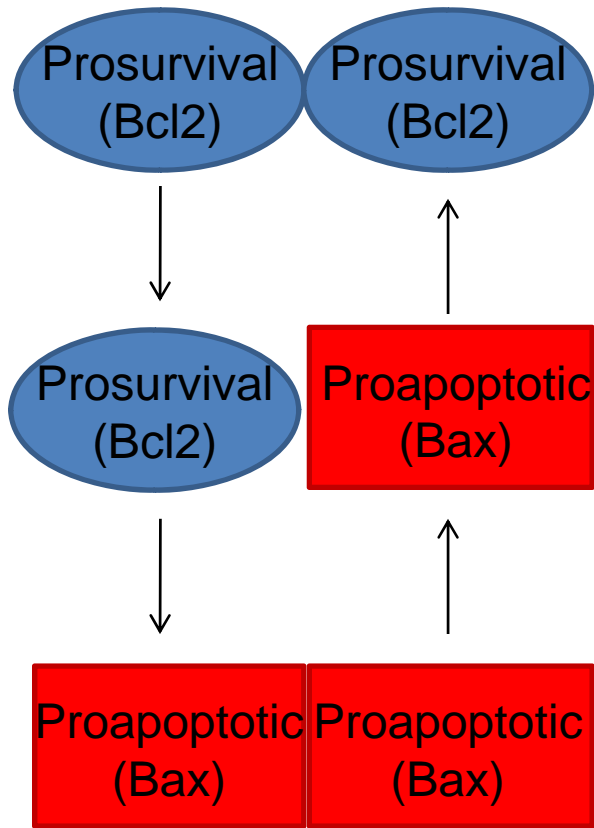 Prosurvival
(Bcl2)
Prosurvival
(Bcl2)
Prosurvival
(Bcl2)
Proapoptotic
(Bax)
Proapoptotic
(Bax)
Proapoptotic
(Bax)